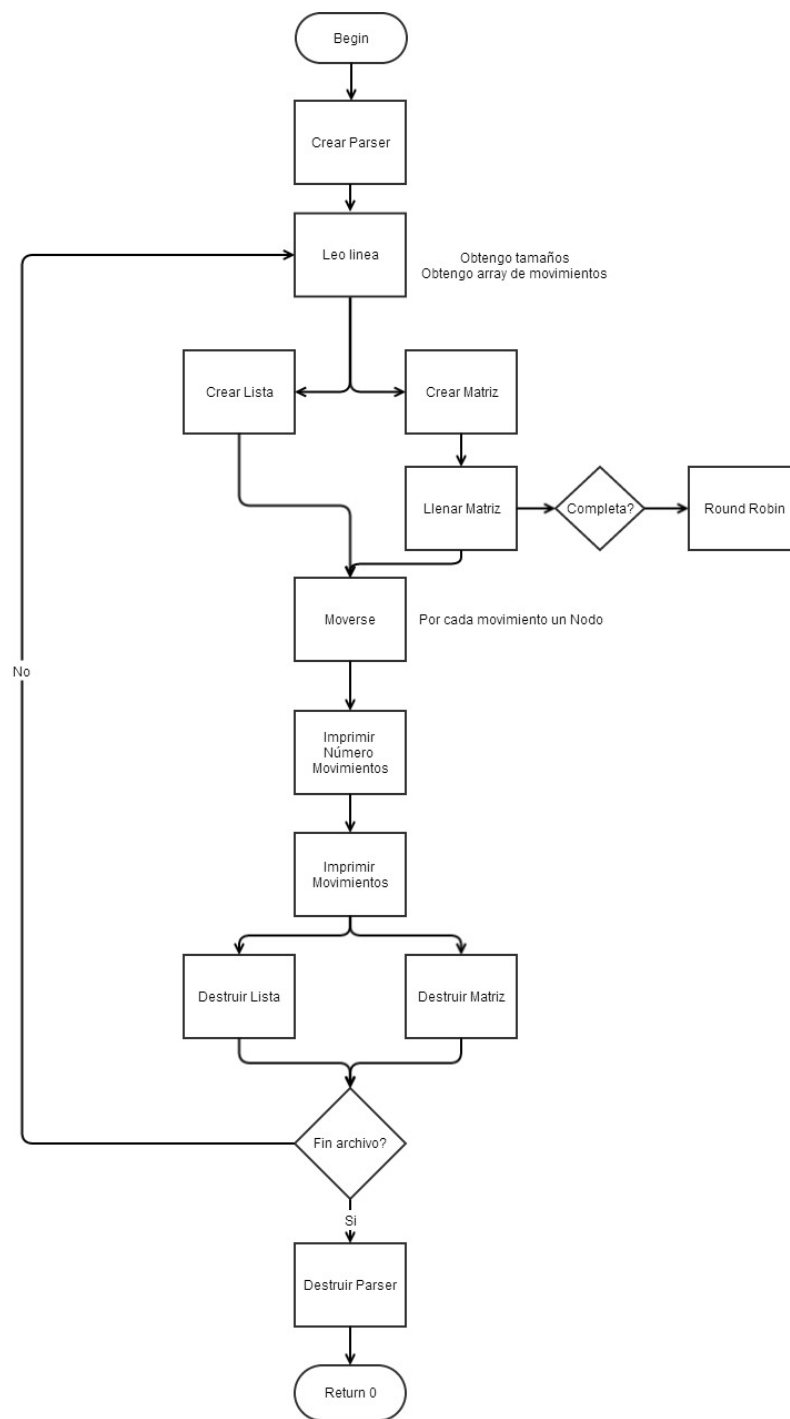 Begin
Crear Parser
Leo linea
Obtengo tamaños
Obtengo array de movimientos
Crear Lista
Crear Matriz
Llenar Matriz
Completa?
Round Robin
Moverse
Por cada movimiento un Nodo
No
Imprimir
Número
Movimientos
Imprimir
Movimientos
Destruir Lista
Destruir Matriz
Fin archivo?
Si
Destruir Parser
Return 0